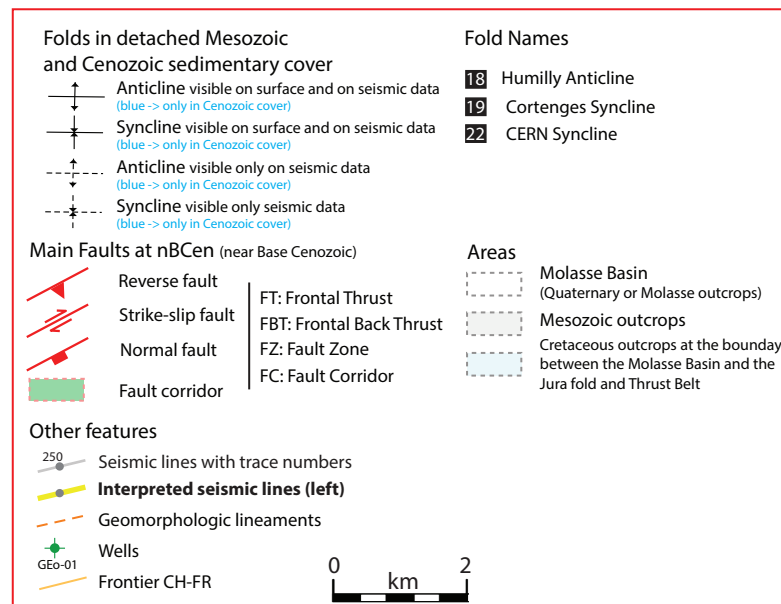 Folds in detached Mesozoic
and Cenozoic sedimentary cover
Anticline visible on surface and on seismic data
(blue -> only in Cenozoic cover)
Syncline visible on surface and on seismic data
(blue -> only in Cenozoic cover)
Anticline visible only on seismic data
(blue -> only in Cenozoic cover)
Syncline visible only seismic data
(blue -> only in Cenozoic cover)
Fold Names
18 Humilly Anticline
19 Cortenges Syncline
22 CERN Syncline
Main Faults at nBCen (near Base Cenozoic)
Reverse fault
Strike-slip fault
Normal fault
Fault corridor
FT: Frontal Thrust
FBT: Frontal Back Thrust
FZ: Fault Zone
FC: Fault Corridor
Areas
Molasse Basin
(Quaternary or Molasse outcrops)
Mesozoic outcrops
Cretaceous outcrops at the bounday
between the Molasse Basin and the
Jura fold and Thrust Belt
Other features
250 Seismic lines with trace numbers
Interpreted seismic lines (left)
Geomorphologic lineaments
Wells
GEo-01
Frontier CH-FR
0 2
km